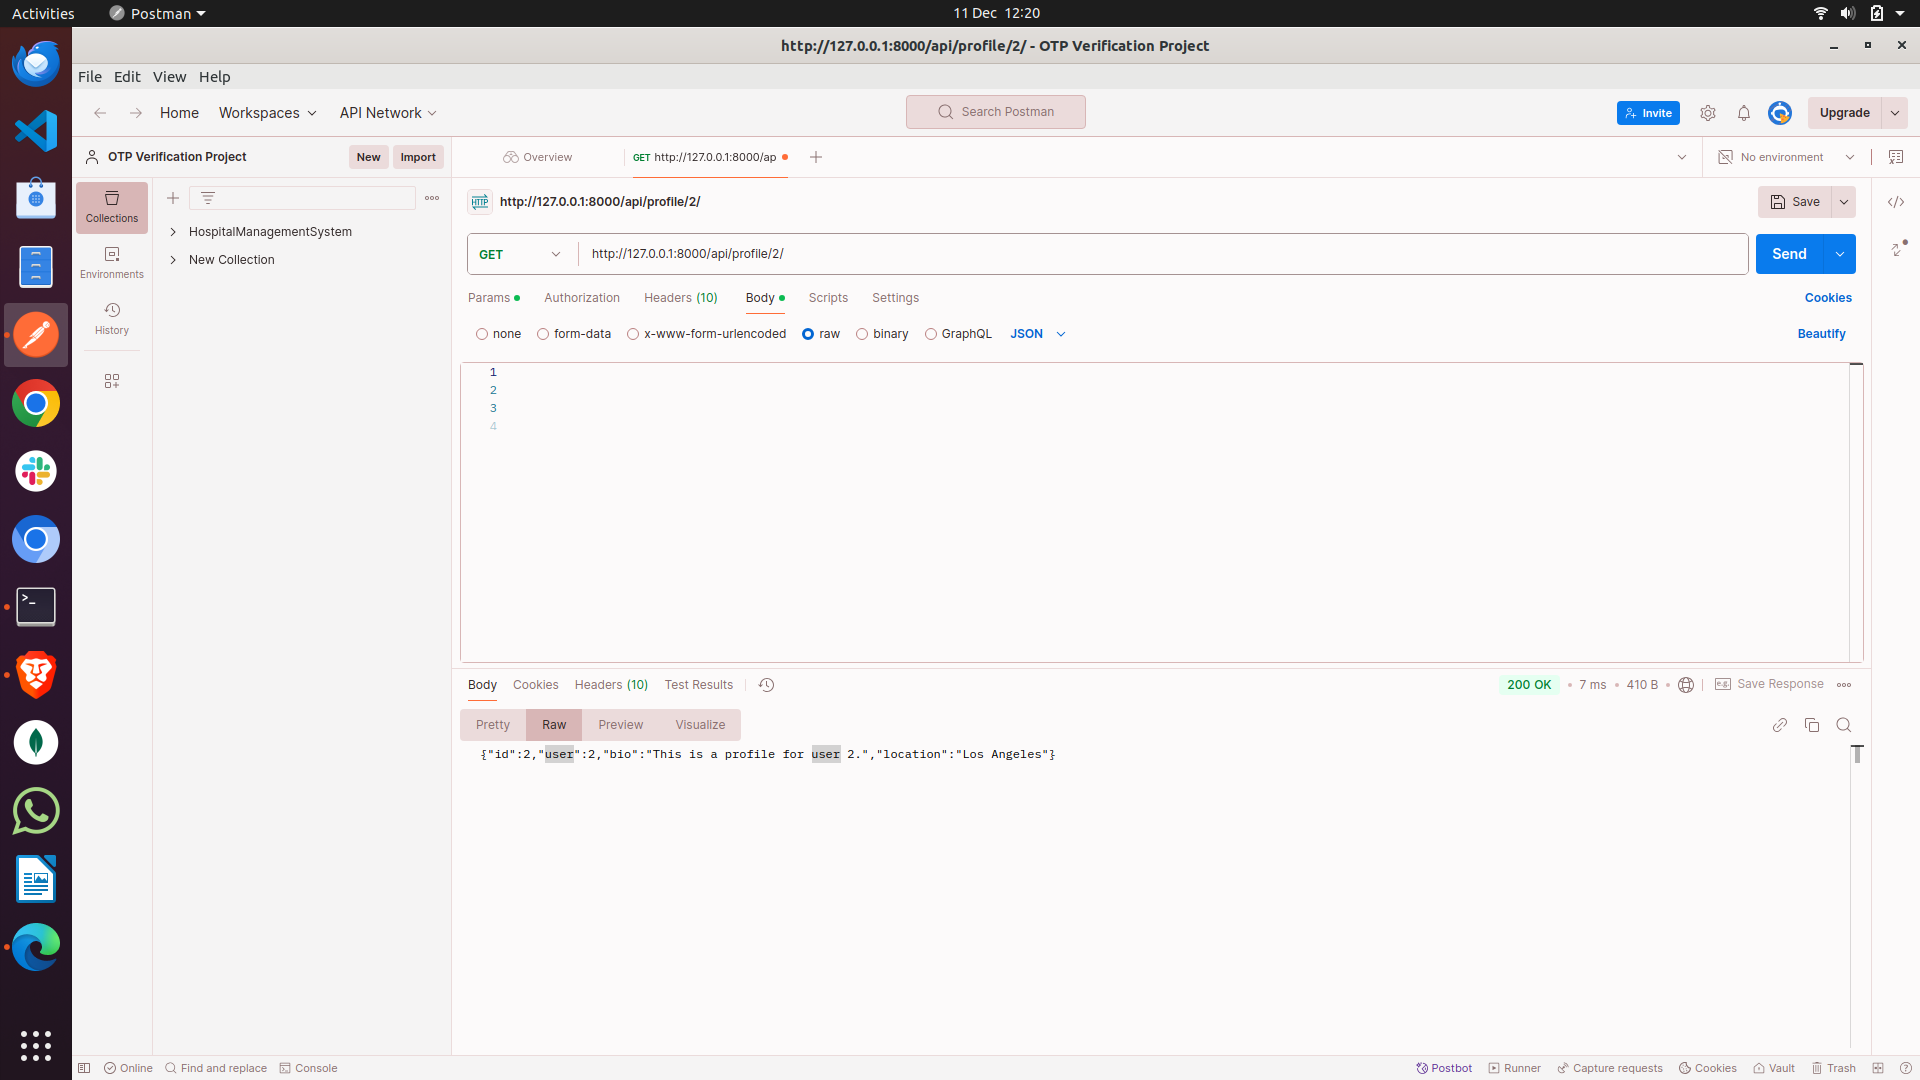 Activities
Postman
11 Dec 12:20
http://127.0.0.1:8000/api/profile/2/ - OTP Verification Project
File Edit View Help
Home Workspaces API Network
Search Postman
Invite
Upgrade
OTP Verification Project
New
Import
Overview
GET http://127.0.0.1:8000/ap
No environment
Collections
HospitalManagementSystem
New Collection
Environments
History
HTTP
http://127.0.0.1:8000/api/profile/2/
Save
GET
http://127.0.0.1:8000/api/profile/2/
Send
Params Authorization Headers (10) Body Scripts Settings
Cookies
none form-data x-www-form-urlencoded raw binary GraphQL JSON
Beautify
1
2
3
4
Body Cookies Headers (10) Test Results
200 OK 7 ms 410 B
e.g. Save Response
Pretty Raw Preview Visualize
{"id":2,"user":2,"bio":"This is a profile for user 2.","location":"Los Angeles"}
Online Find and replace Console
Postbot Runner Capture requests Cookies Vault Trash